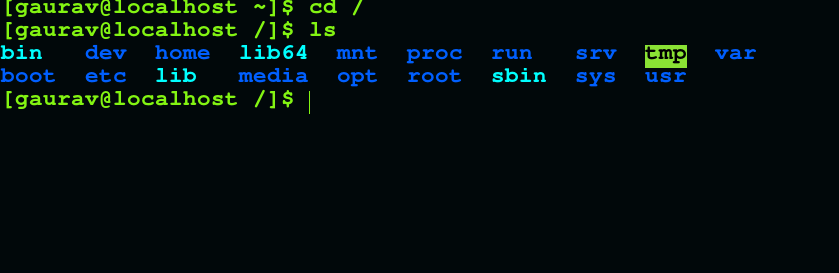 [gaurav@localhost ~]$ cd /
[gaurav@localhost /]$ ls
bin dev home lib64 mnt proc run srv tmp var
boot etc lib media opt root sbin sys usr
[gaurav@localhost /]$